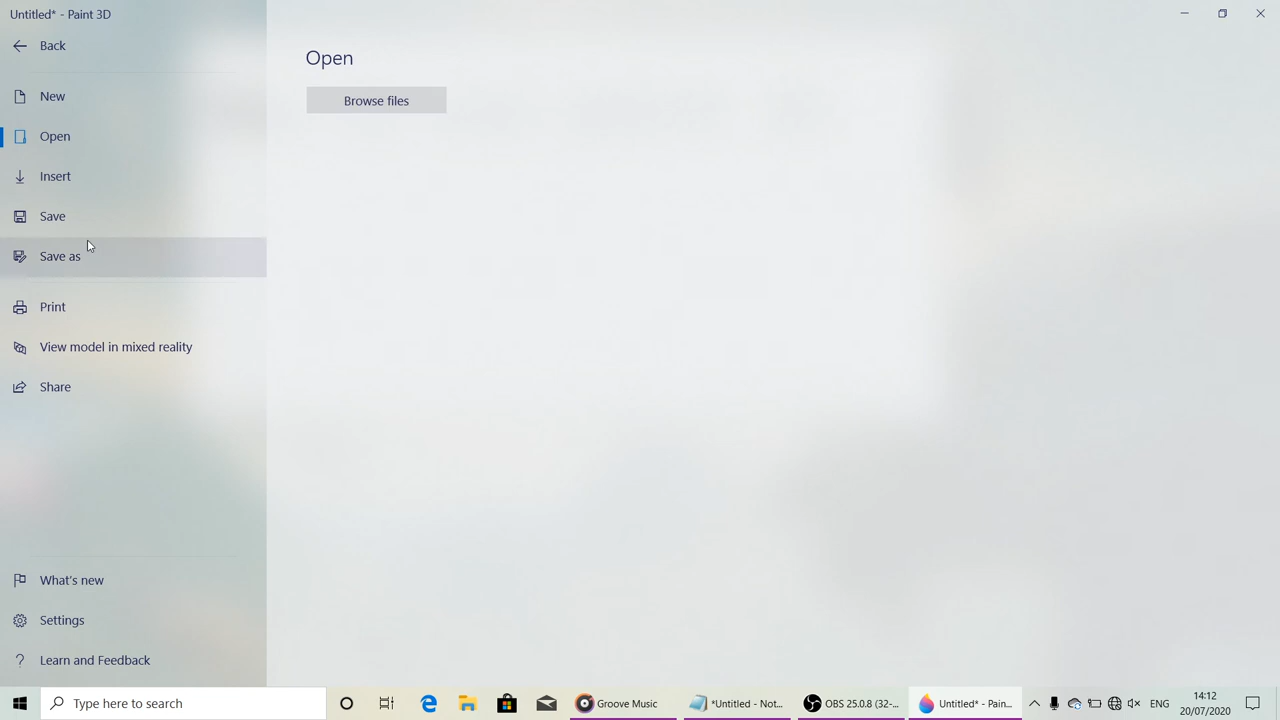 Untitled* - Paint 3D
Back
New
Open
Insert
Save
Save as
Print
View model in mixed reality
Share
What's new
Settings
Learn and Feedback
Open
Browse files
Type here to search
Groove Music
*Untitled - Not...
OBS 25.0.8 (32-...
Untitled* - Pain...
ENG
14:12
20/07/2020